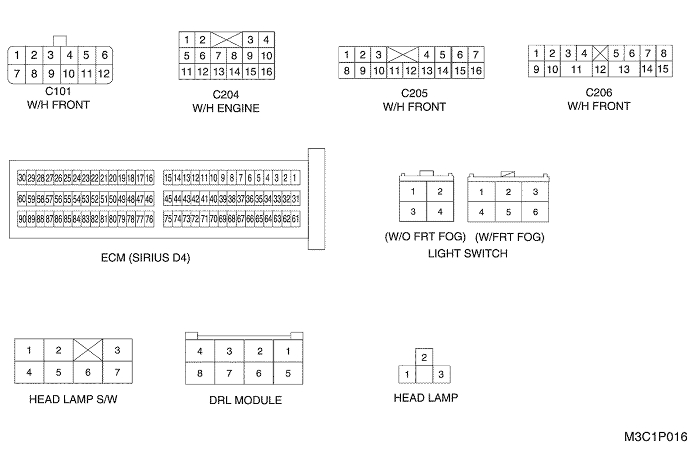 1 2 3 4 5 6
7 8 9 10 11 12
C101
W/H FRONT
1 2 3 4
5 6 7 8 9 10
11 12 13 14 15 16
C204
W/H ENGINE
1 2 3 4 5 6 7
8 9 10 11 12 13 14 15 16
C205
W/H FRONT
1 2 3 4 5 6 7 8
9 10 11 12 13 14 15
C206
W/H FRONT
30 29 28 27 26 25 24 23 22 21 20 19 18 17 16 15 14 13 12 11 10 9 8 7 6 5 4 3 2 1
60 59 58 57 56 55 54 53 52 51 50 49 48 47 46 45 44 43 42 41 40 39 38 37 36 35 34 33 32 31
90 89 88 87 86 85 84 83 82 81 80 79 78 77 76 75 74 73 72 71 70 69 68 67 66 65 64 63 62 61
ECM (SIRIUS D4)
1 2
3 4
(W/O FRT FOG)
1 2 3
4 5 6
(W/FRT FOG)
LIGHT SWITCH
1 2 3
4 5 6 7
HEAD LAMP S/W
4 3 2 1
8 7 6 5
DRL MODULE
2
1 3
HEAD LAMP
M3C1P016